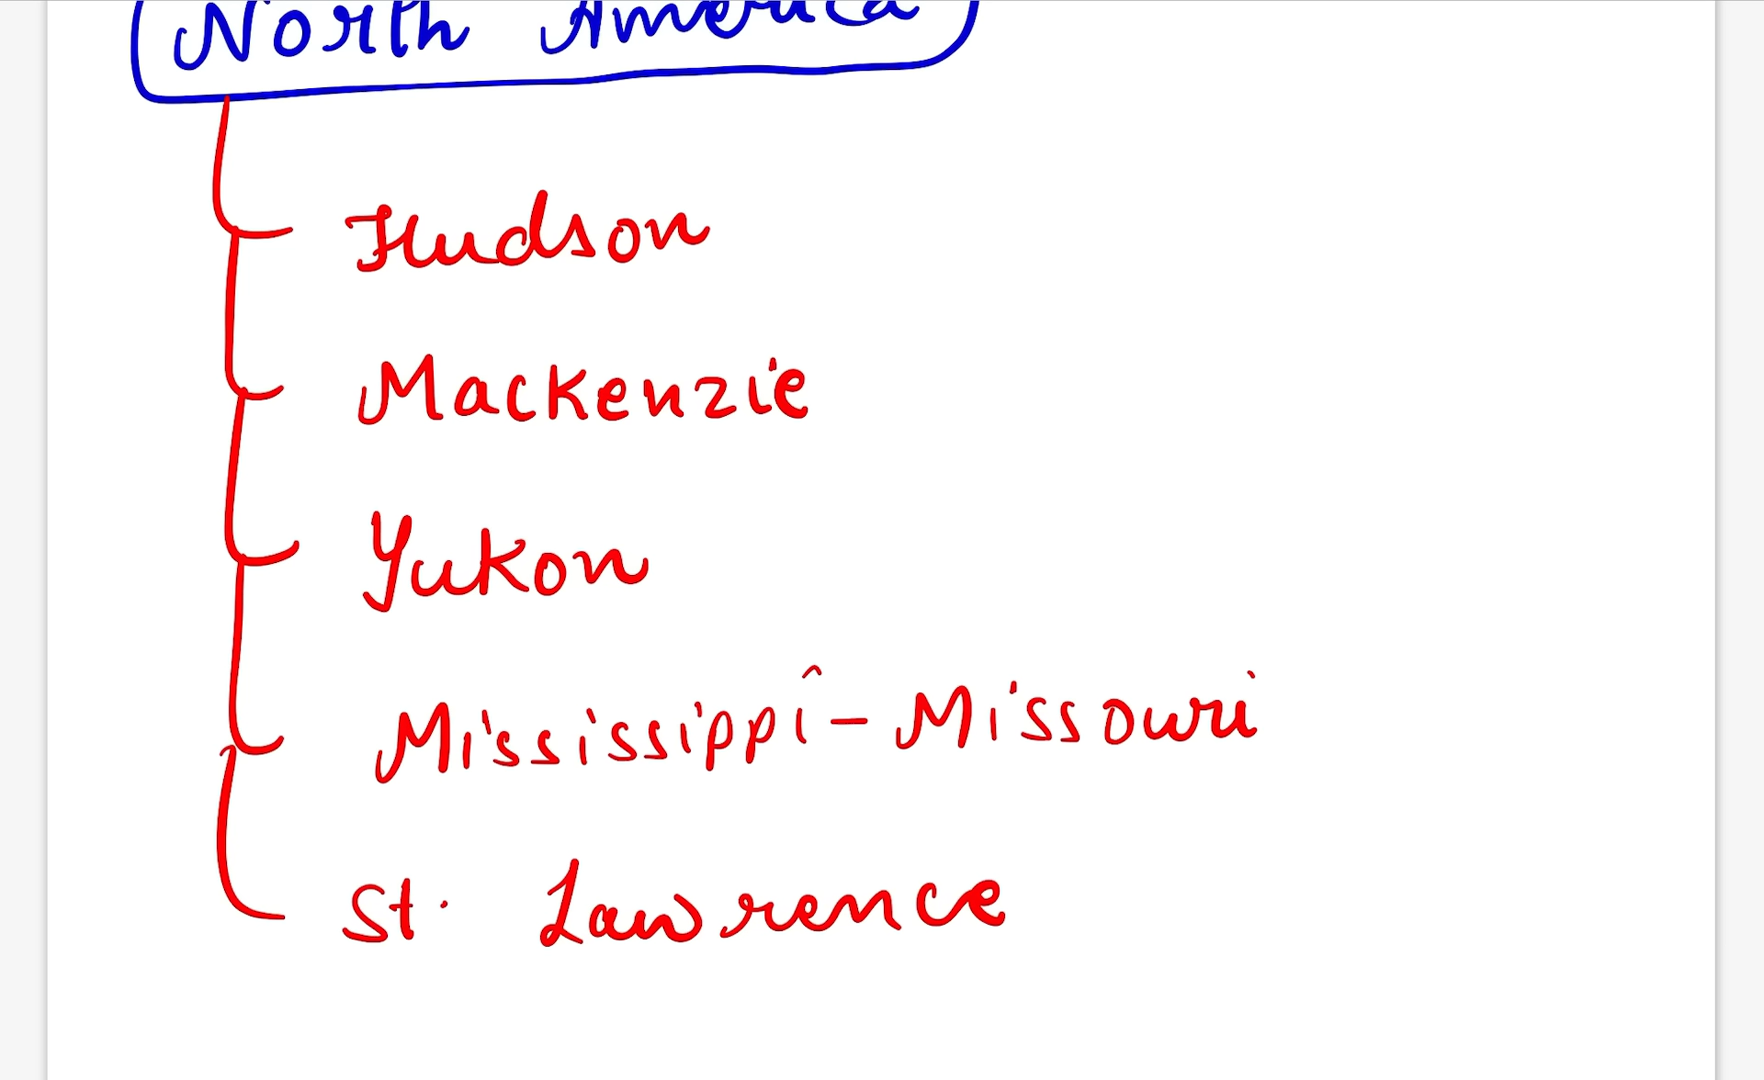 North America
Hudson
Mackenzie
Yukon
Mississippi - Missouri
St. Lawrence